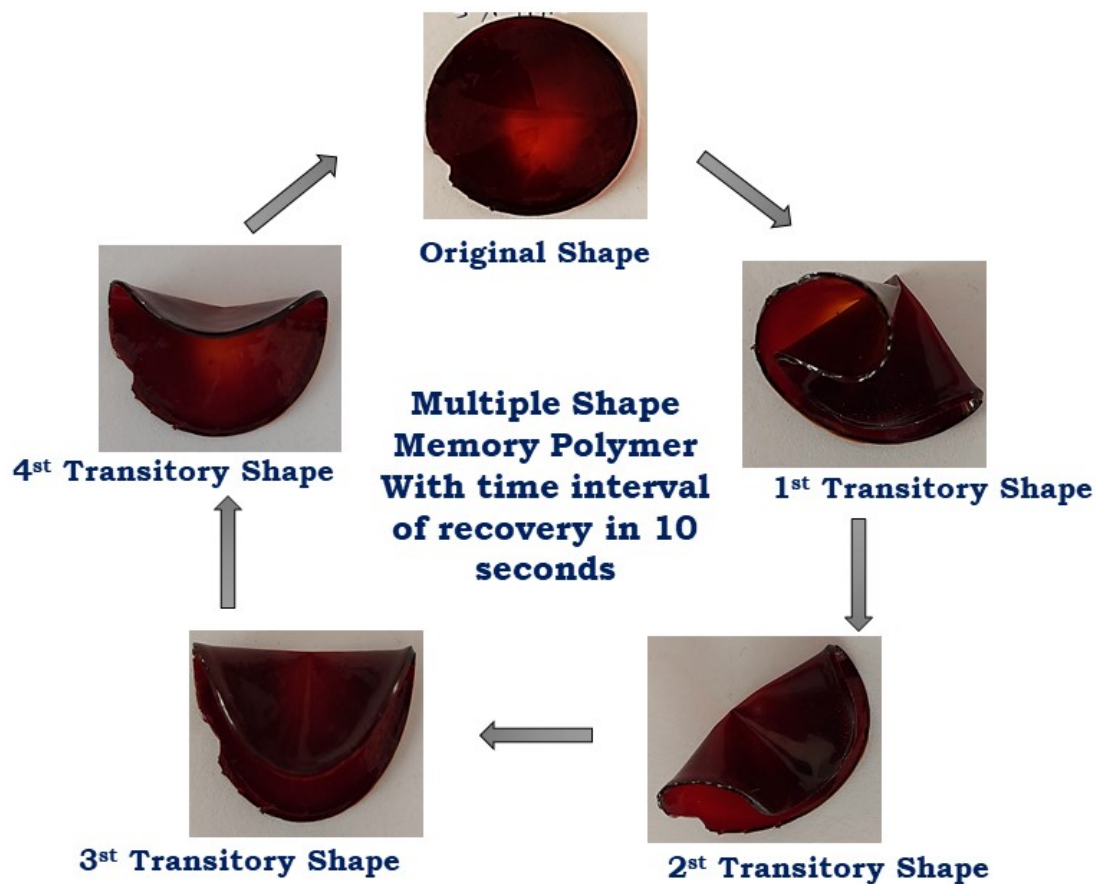 Original Shape
1st Transitory Shape
2st Transitory Shape
3st Transitory Shape
4st Transitory Shape
Multiple Shape
Memory Polymer
With time interval
of recovery in 10
seconds